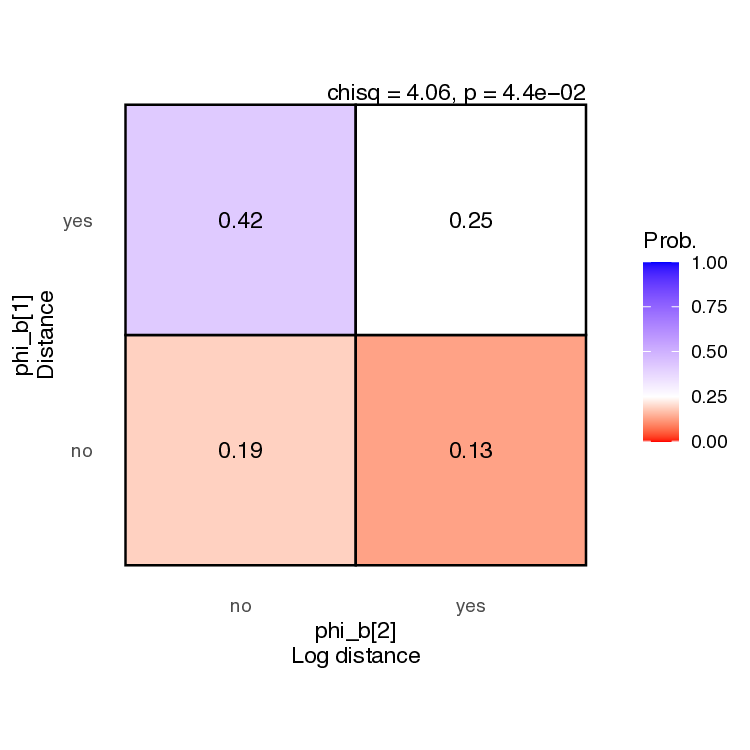 chisq = 4.06, p = 4.4e−02
yes
0.42
0.25
no
0.19
0.13
phi_b[1]
Distance
no
yes
phi_b[2]
Log distance
Prob.
1.00
0.75
0.50
0.25
0.00